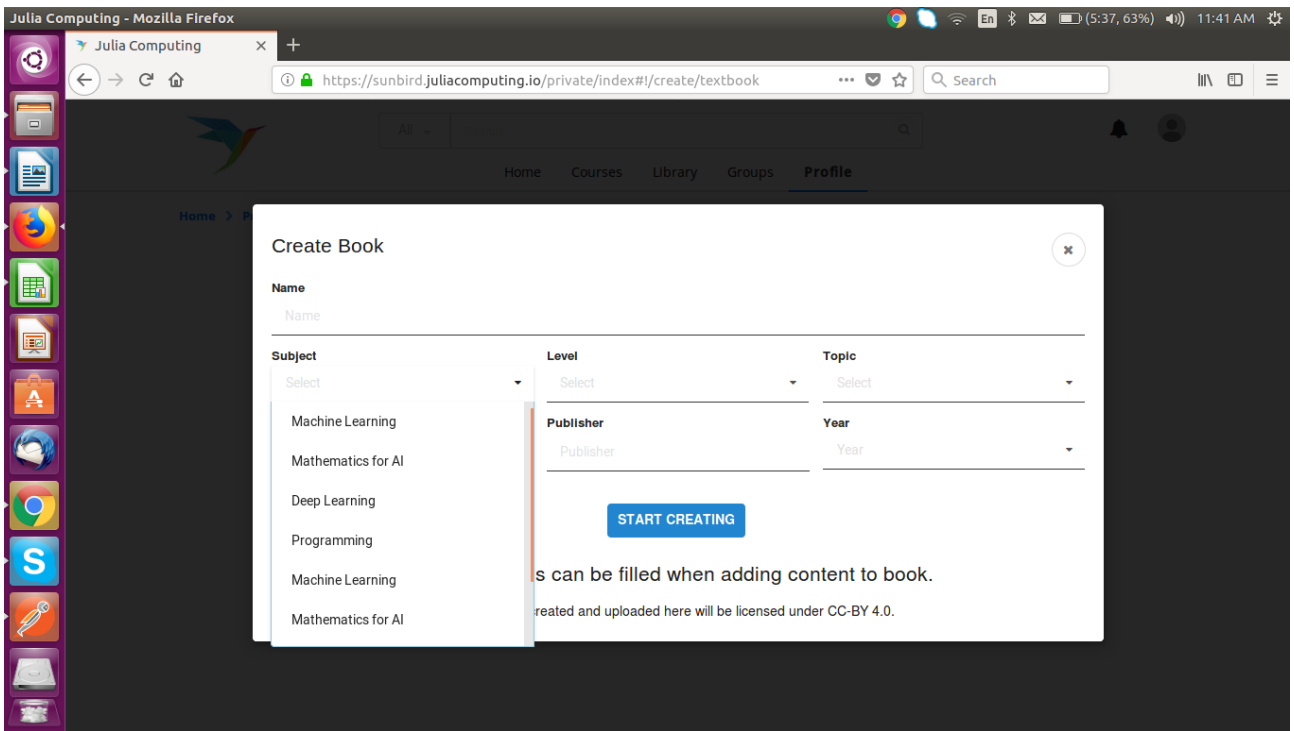 Julia Computing - Mozilla Firefox
En
(5:37, 63%)
11:41 AM
Julia Computing
https://sunbird.juliacomputing.io/private/index#!/create/textbook
Search
All
Home Courses Library Groups Profile
Home > P
Create Book
Name
Name
Subject Level Topic
Select Select Select
Machine Learning
Publisher Year
Publisher Year
Mathematics for AI
Deep Learning
START CREATING
Programming
s can be filled when adding content to book.
Machine Learning
reated and uploaded here will be licensed under CC-BY 4.0.
Mathematics for AI